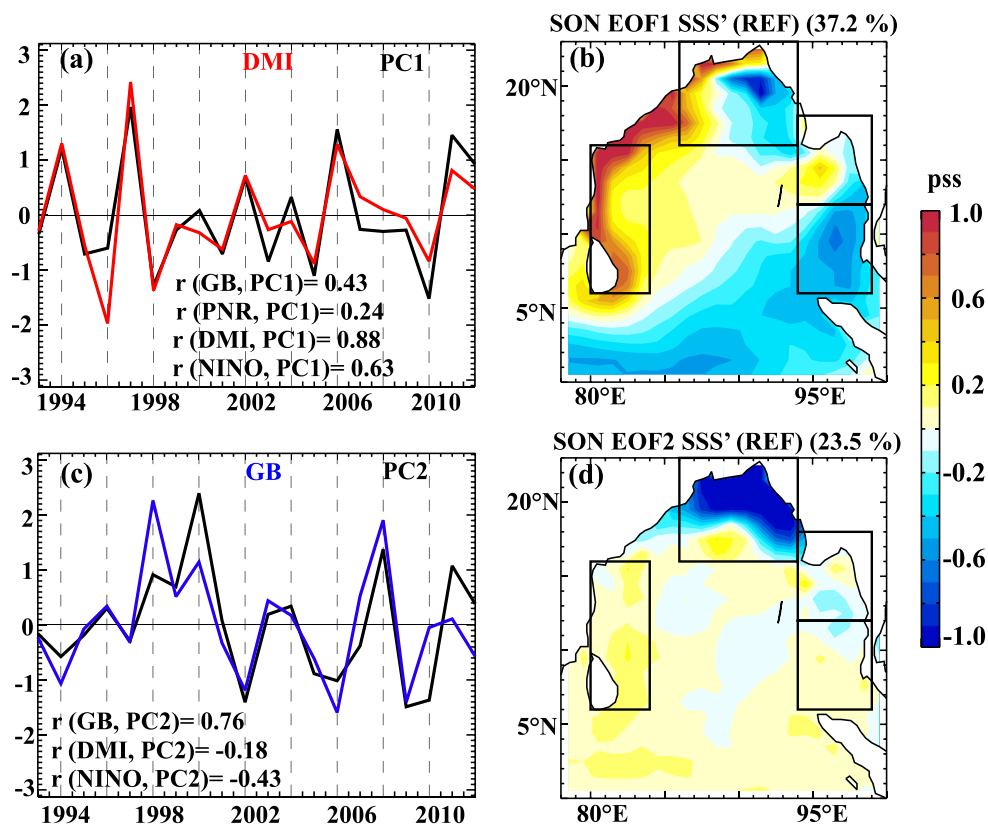 (a)
DMI
PC1
3
2
1
0
-1
-2
-3
r (GB, PC1)= 0.43
r (PNR, PC1)= 0.24
r (DMI, PC1)= 0.88
r (NINO, PC1)= 0.63
1994
1998
2002
2006
2010
SON EOF1 SSS' (REF) (37.2 %)
(b)
20°N
5°N
80°E
95°E
pss
1.0
0.6
0.2
-0.2
-0.6
-1.0
(c)
GB
PC2
3
2
1
0
-1
-2
-3
r (GB, PC2)= 0.76
r (DMI, PC2)= -0.18
r (NINO, PC2)= -0.43
1994
1998
2002
2006
2010
SON EOF2 SSS' (REF) (23.5 %)
(d)
20°N
5°N
80°E
95°E